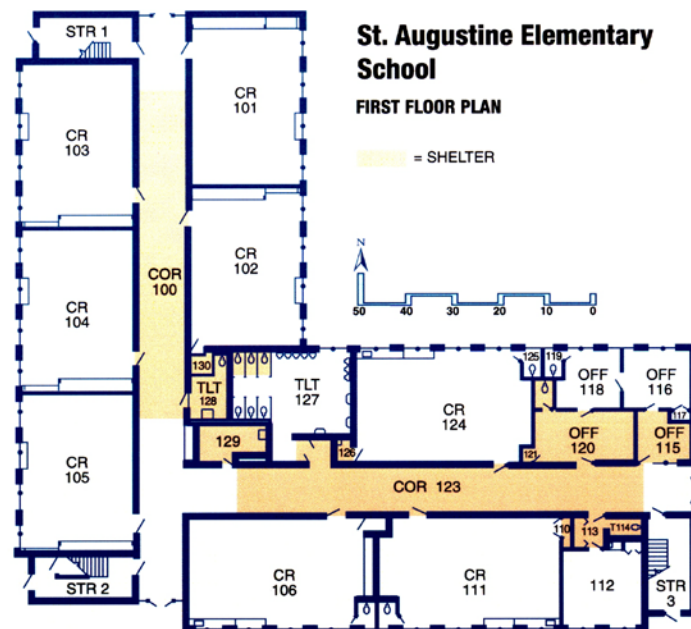 St. Augustine Elementary
School
FIRST FLOOR PLAN
= SHELTER
N
50 40 30 20 10 0
STR 1
CR
101
CR
103
CR
102
COR
100
CR
104
130
TLT
128
TLT
127
125
119
OFF
118
OFF
116
117
CR
124
129
126
121
OFF
120
OFF
115
CR
105
COR 123
110
113
T114
STR 2
CR
106
CR
111
112
STR
3